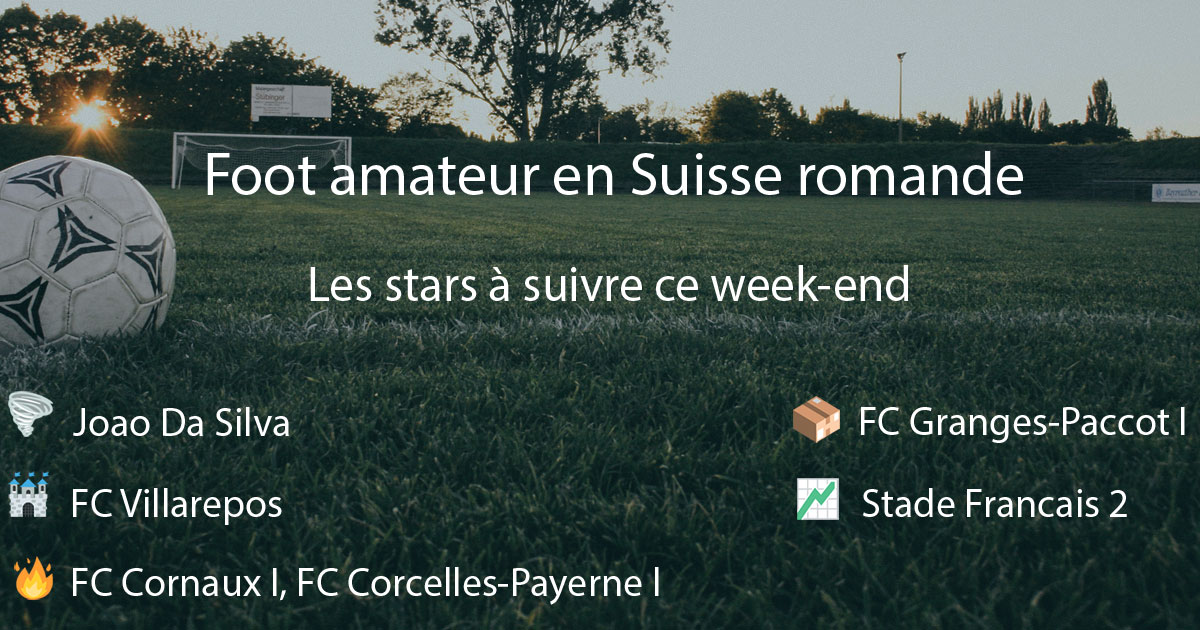 Stübinger
Foot amateur en Suisse romande
Les stars à suivre ce week-end
Joao Da Silva
FC Granges-Paccot I
FC Villarepos
Stade Francais 2
FC Cornaux I, FC Corcelles-Payerne I